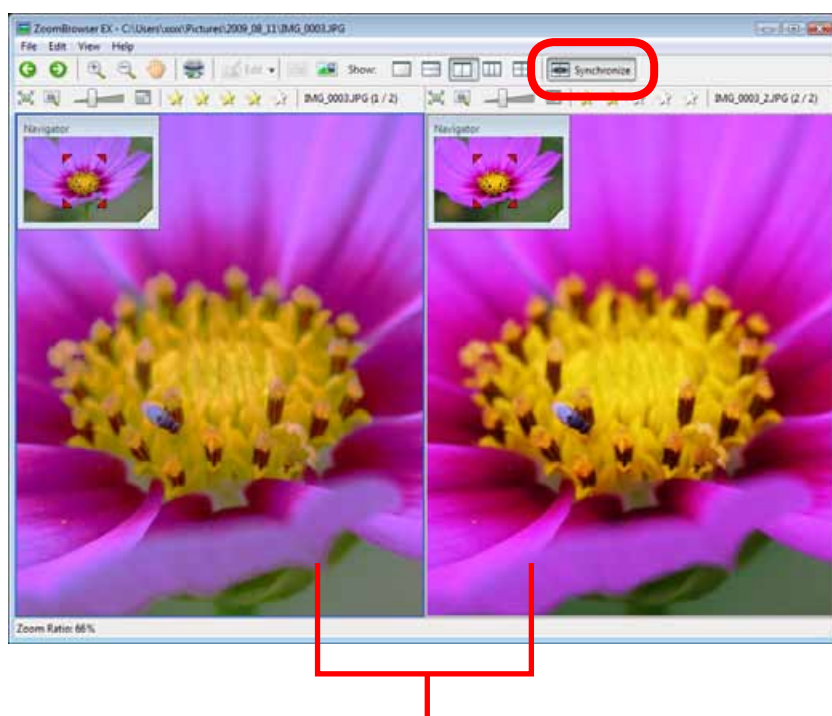 ZoomBrowser EX - C:\Users\xxxx\Pictures\2009_08_11\IMG_0003.JPG
File Edit View Help
Edit Show: Synchronize
IMG_0003.JPG (1 / 2) IMG_0003_2.JPG (2 / 2)
Navigator Navigator
Zoom Ratio: 66%